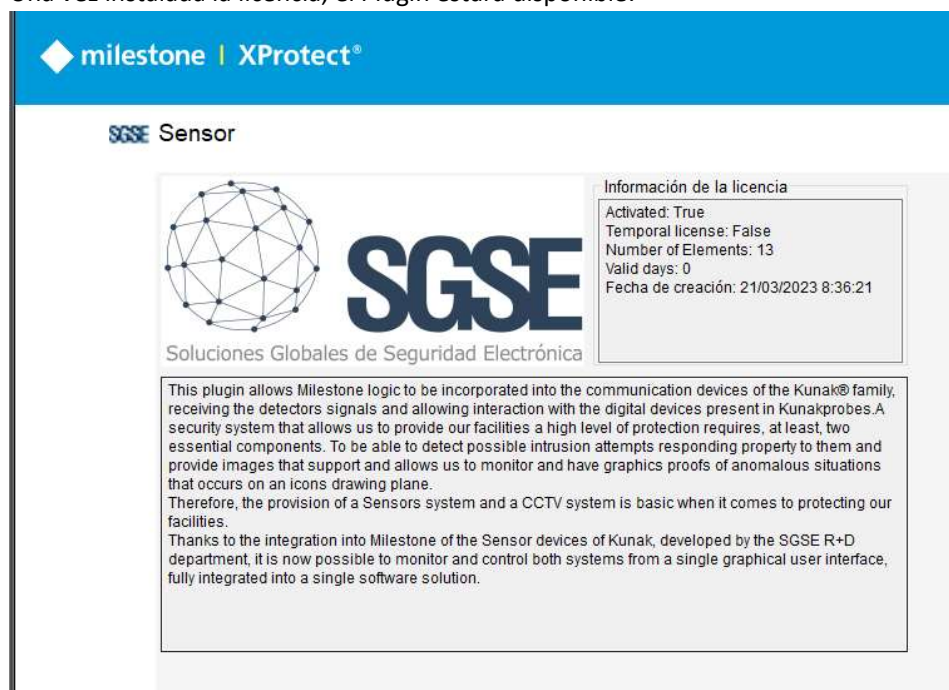 Una vez instalada la licencia, el Plugin estará disponible.
milestone | XProtect®
SGSE Sensor
SGSE
Soluciones Globales de Seguridad Electrónica
Información de la licencia
Activated: True
Temporal license: False
Number of Elements: 13
Valid days: 0
Fecha de creación: 21/03/2023 8:36:21
This plugin allows Milestone logic to be incorporated into the communication devices of the Kunak® family,
receiving the detectors signals and allowing interaction with the digital devices present in Kunakprobes.A
security system that allows us to provide our facilities a high level of protection requires, at least, two
essential components. To be able to detect possible intrusion attempts responding property to them and
provide images that support and allows us to monitor and have graphics proofs of anomalous situations
that occurs on an icons drawing plane.
Therefore, the provision of a Sensors system and a CCTV system is basic when it comes to protecting our
facilities.
Thanks to the integration into Milestone of the Sensor devices of Kunak, developed by the SGSE R+D
department, it is now possible to monitor and control both systems from a single graphical user interface,
fully integrated into a single software solution.